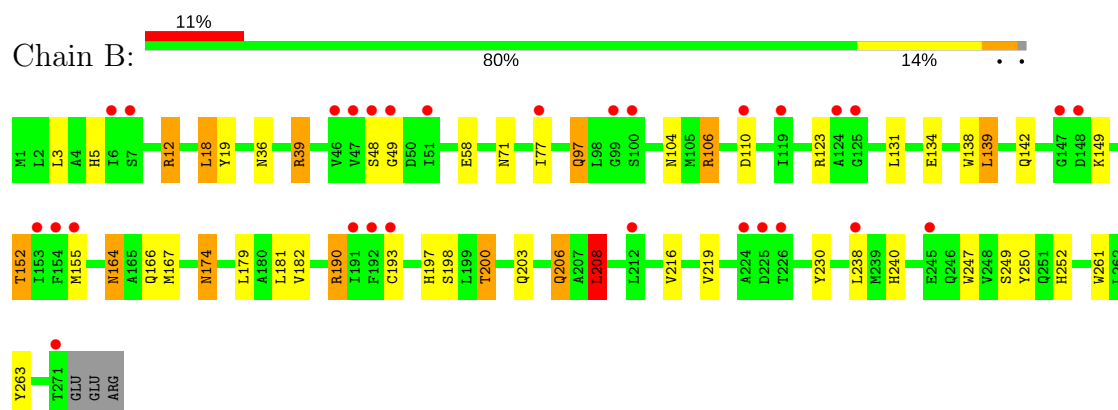 11%
Chain B:
80% 14% • •
M1 L2 L3 A4 H5 I6 S7 R12 L18 Y19 N36 R39 V46 V47 S48 G49 D50 I51 E58 N71 I77 Q97 L98 G99 S100 N104 M105 R106 D110 I119 R123 A124 G125 L131 E134 W138 L139 Q142 G147 D148 K149
T152 I153 F154 M155 N164 A165 Q166 M167 N174 L179 A180 L181 V182 R190 I191 F192 C193 H197 S198 L199 T200 Q203 Q206 A207 L208 L212 V216 V219 A224 D225 T226 Y230 L238 M239 H240 E245 Q246 W247 V248 S249 Y250 Q251 H252 W261 L262
Y263 T271 GLU GLU ARG